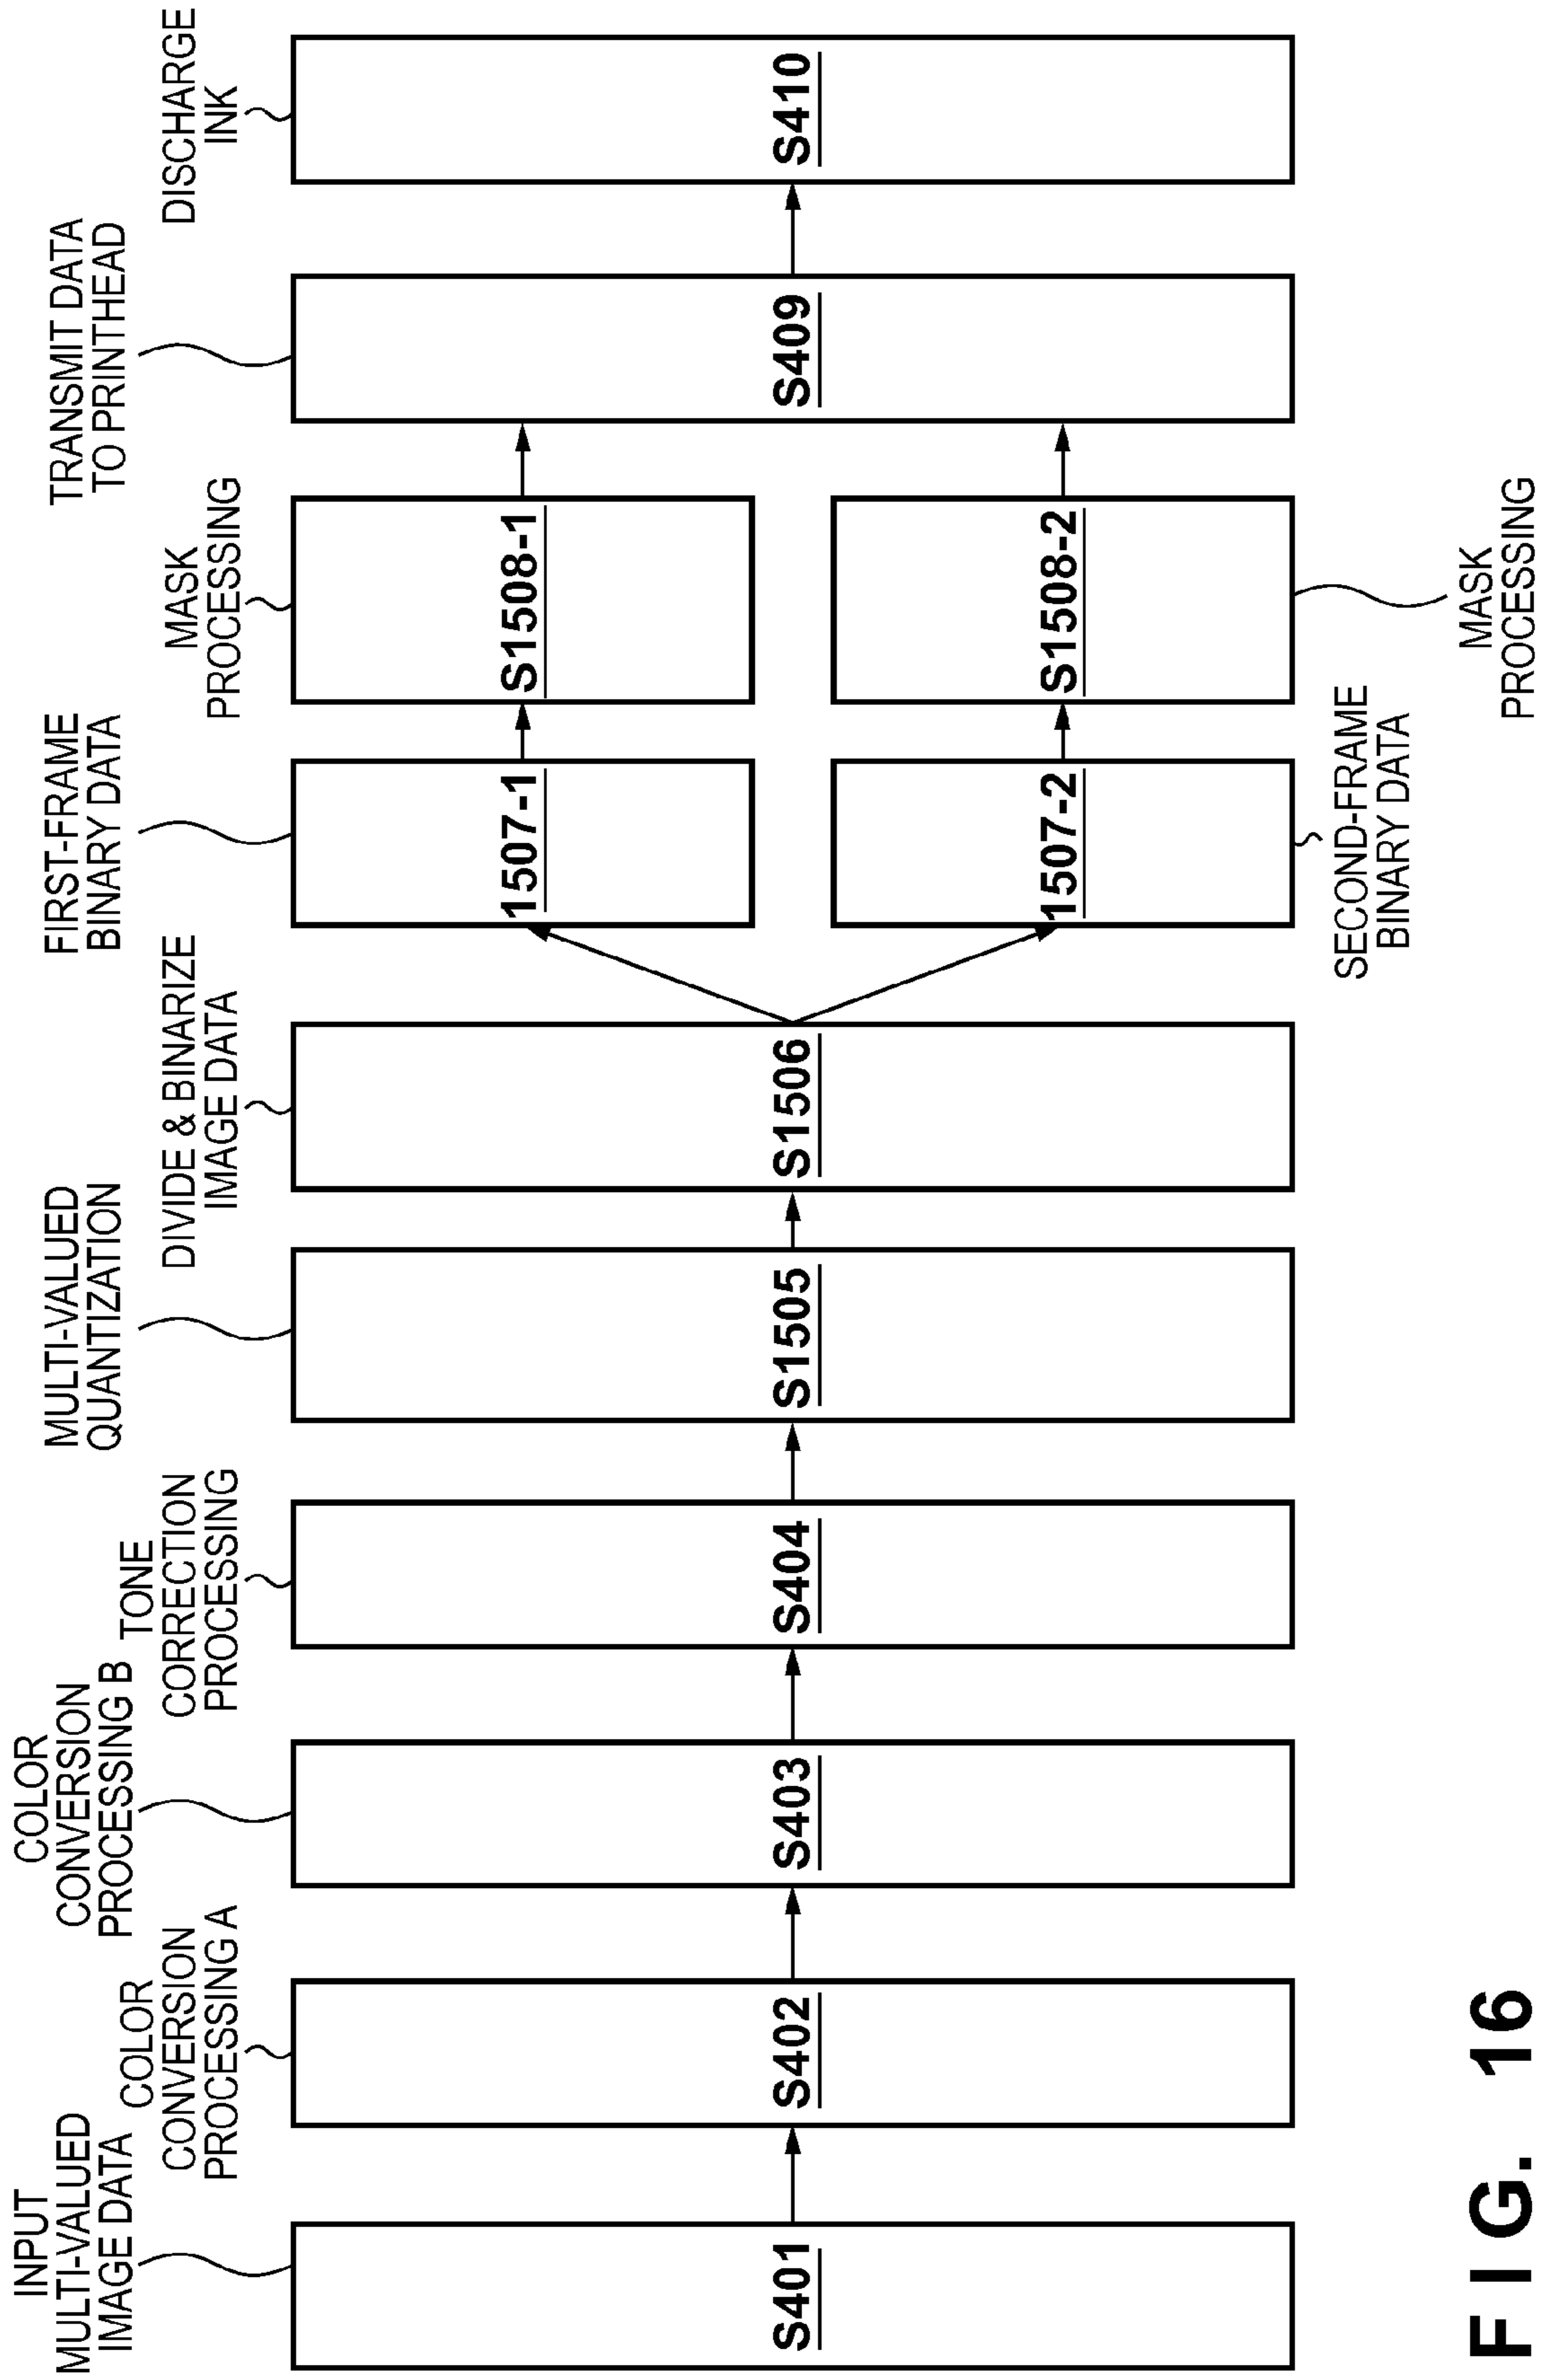 INPUT
MULTI-VALUED
IMAGE DATA
COLOR
CONVERSION
PROCESSING A
COLOR
CONVERSION
PROCESSING B
TONE
CORRECTION
PROCESSING
MULTI-VALUED
QUANTIZATION
DIVIDE & BINARIZE
IMAGE DATA
FIRST-FRAME
BINARY DATA
MASK
PROCESSING
TRANSMIT DATA
TO PRINTHEAD
DISCHARGE
INK
S401
S402
S403
S404
S1505
S1506
1507-1
S1508-1
1507-2
S1508-2
S409
S410
SECOND-FRAME
BINARY DATA
MASK
PROCESSING
FIG. 16